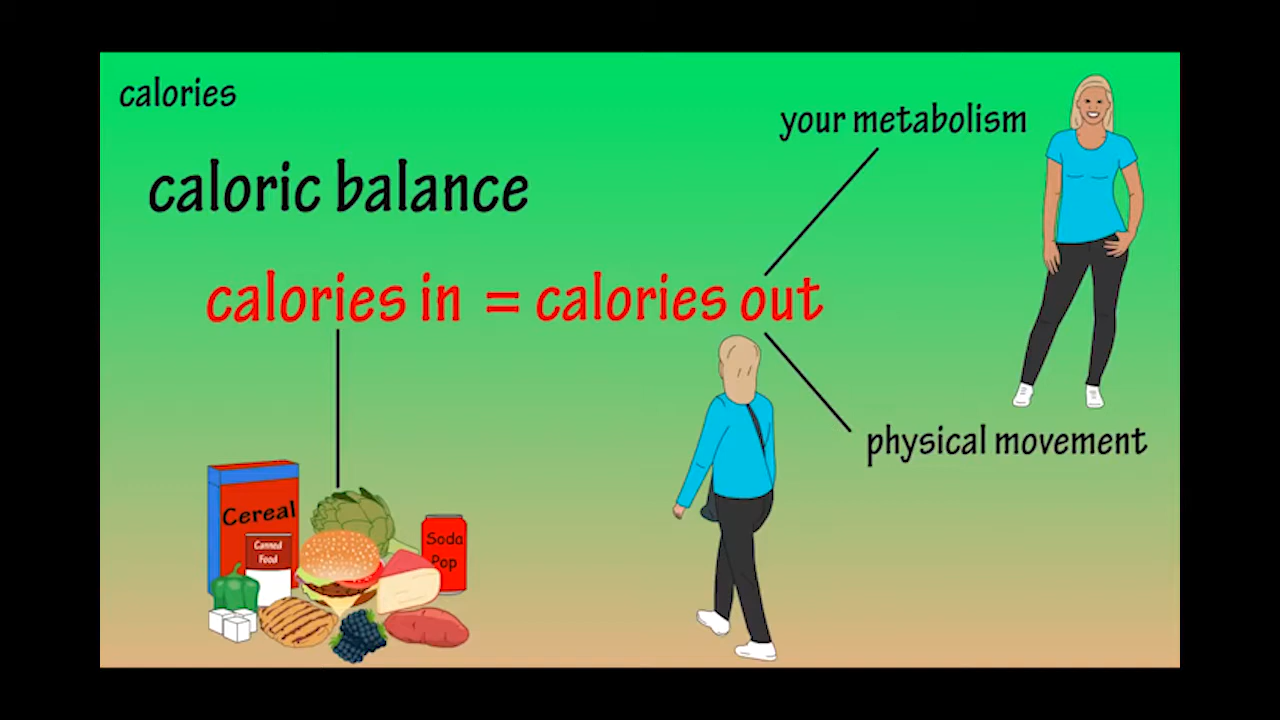 calories
your metabolism
caloric balance
calories in = calories out
physical movement
Cereal
Canned
Food
Soda
Pop